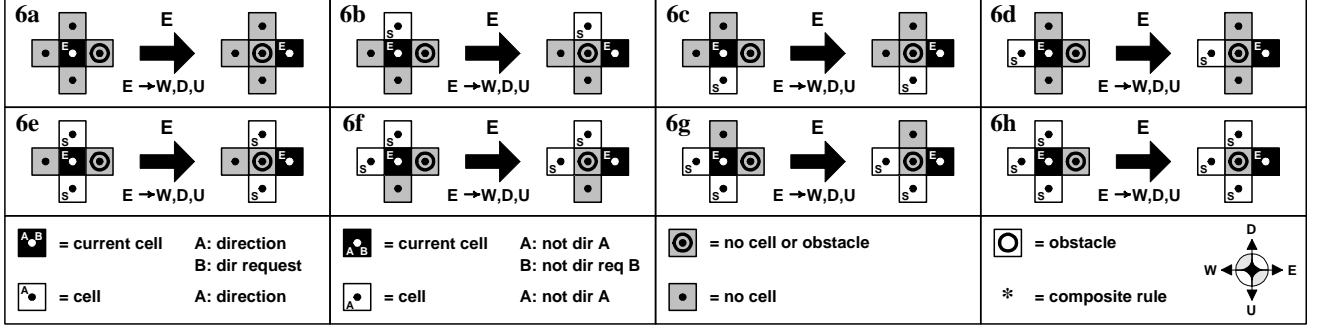 6a E 6b E 6c E 6d E
E E E E E E E E
S S S S S S
E →W,D,U E →W,D,U E →W,D,U E →W,D,U
6e E 6f E 6g E 6h E
S S S S S S
E E E E E E E E
S S S S S S
S S S S S S
E →W,D,U E →W,D,U E →W,D,U E →W,D,U
A B = current cell A: direction
B: dir request
A = cell A: direction
A B = current cell A: not dir A
B: not dir req B
A = cell A: not dir A
= no cell or obstacle
= no cell
= obstacle
* = composite rule
D
W E
U